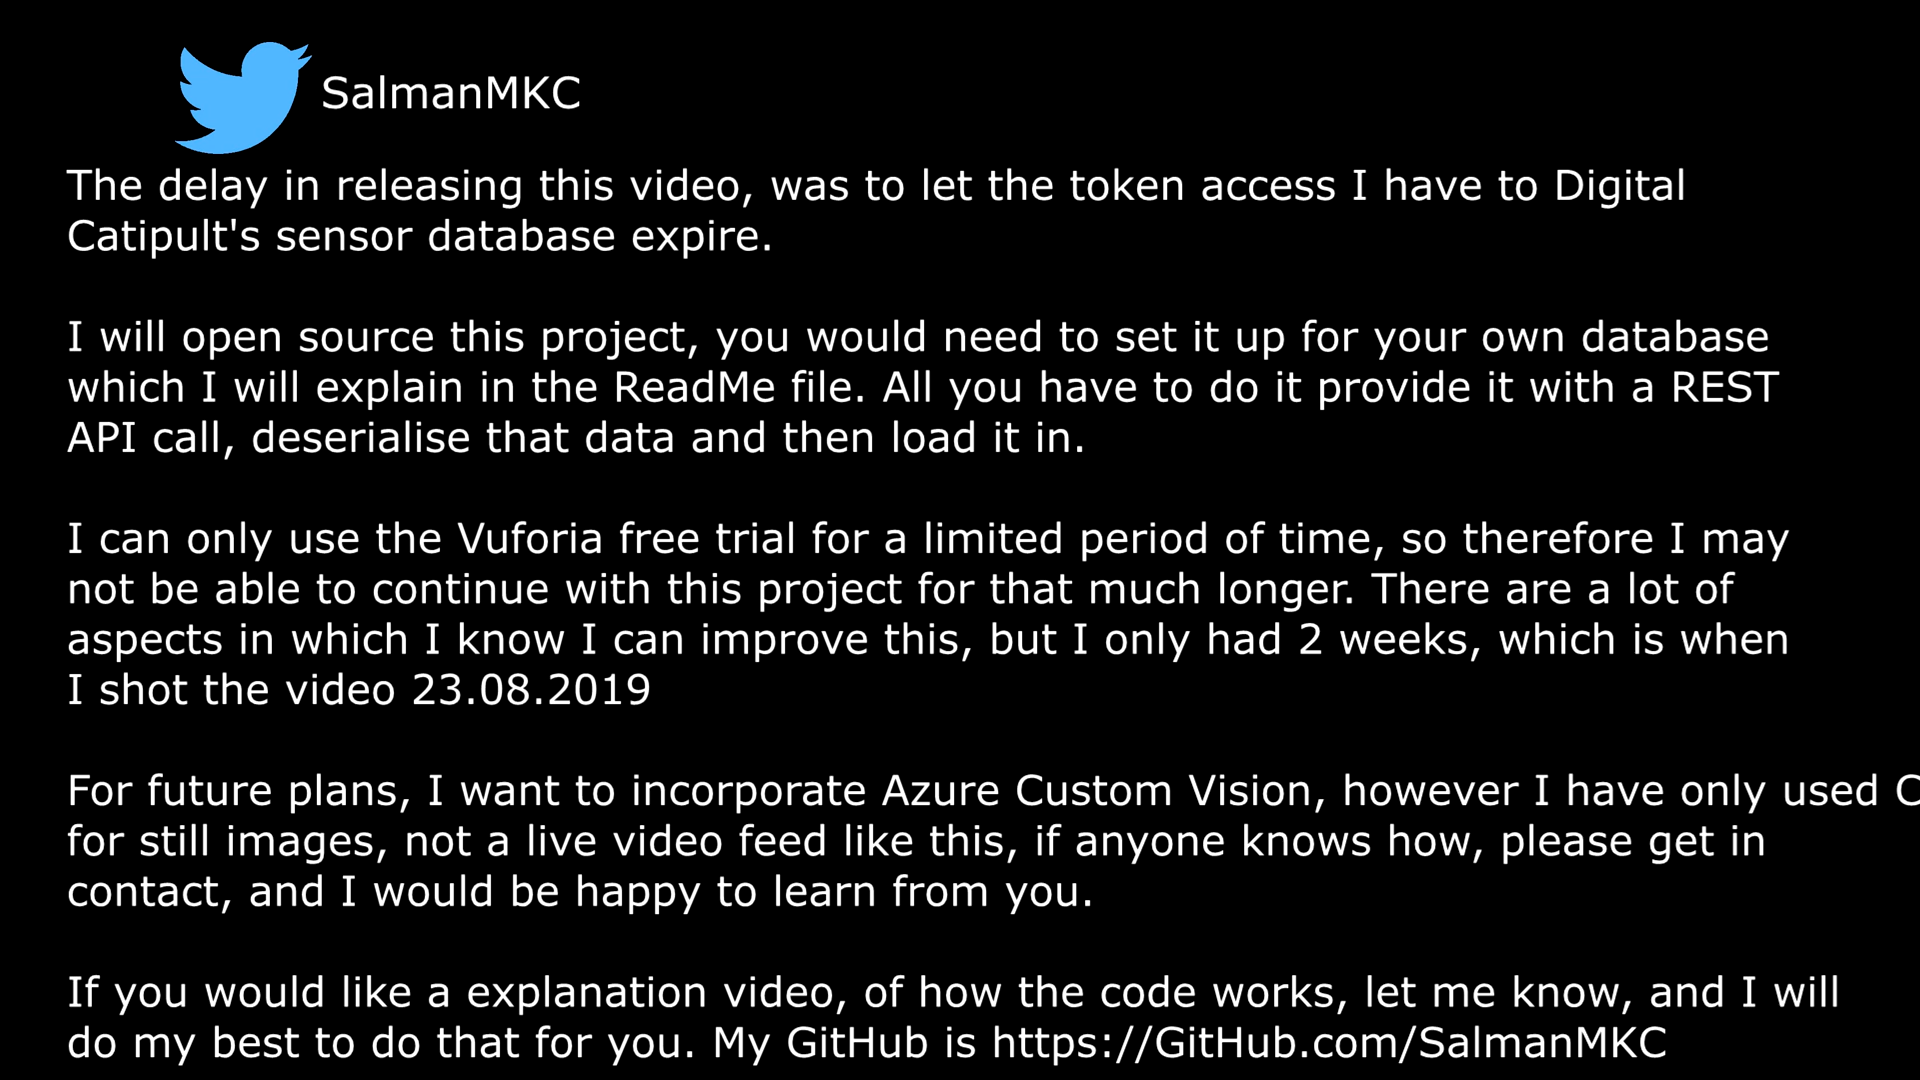 SalmanMKC
The delay in releasing this video, was to let the token access I have to Digital
Catipult's sensor database expire.
I will open source this project, you would need to set it up for your own database
which I will explain in the ReadMe file. All you have to do it provide it with a REST
API call, deserialise that data and then load it in.
I can only use the Vuforia free trial for a limited period of time, so therefore I may
not be able to continue with this project for that much longer. There are a lot of
aspects in which I know I can improve this, but I only had 2 weeks, which is when
I shot the video 23.08.2019
For future plans, I want to incorporate Azure Custom Vision, however I have only used
for still images, not a live video feed like this, if anyone knows how, please get in
contact, and I would be happy to learn from you.
If you would like a explanation video, of how the code works, let me know, and I will
do my best to do that for you. My GitHub is https://GitHub.com/SalmanMKC